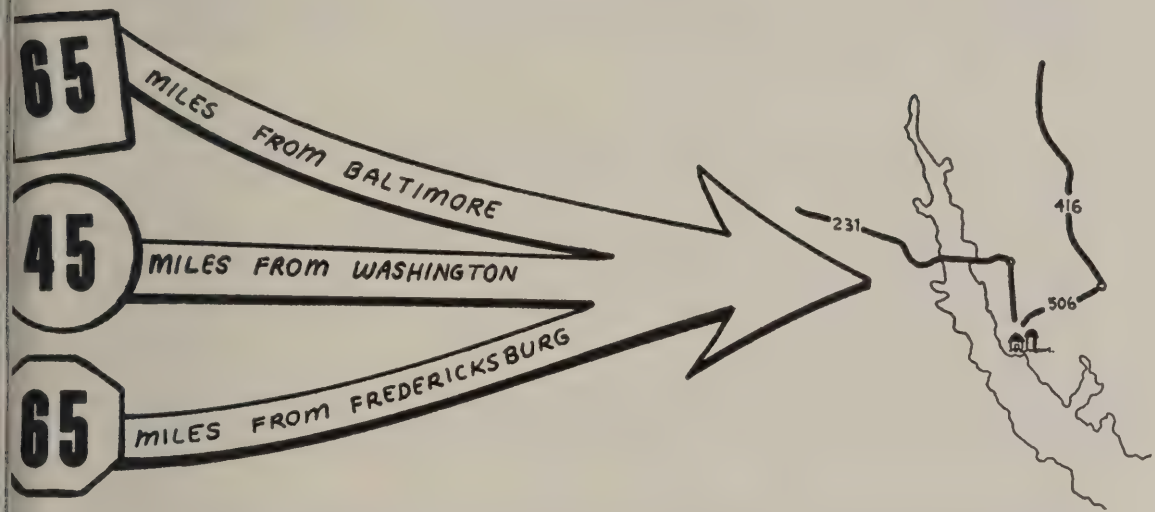 65
MILES FROM BALTIMORE
45
MILES FROM WASHINGTON
65
MILES FROM FREDERICKSBURG
231
416
506